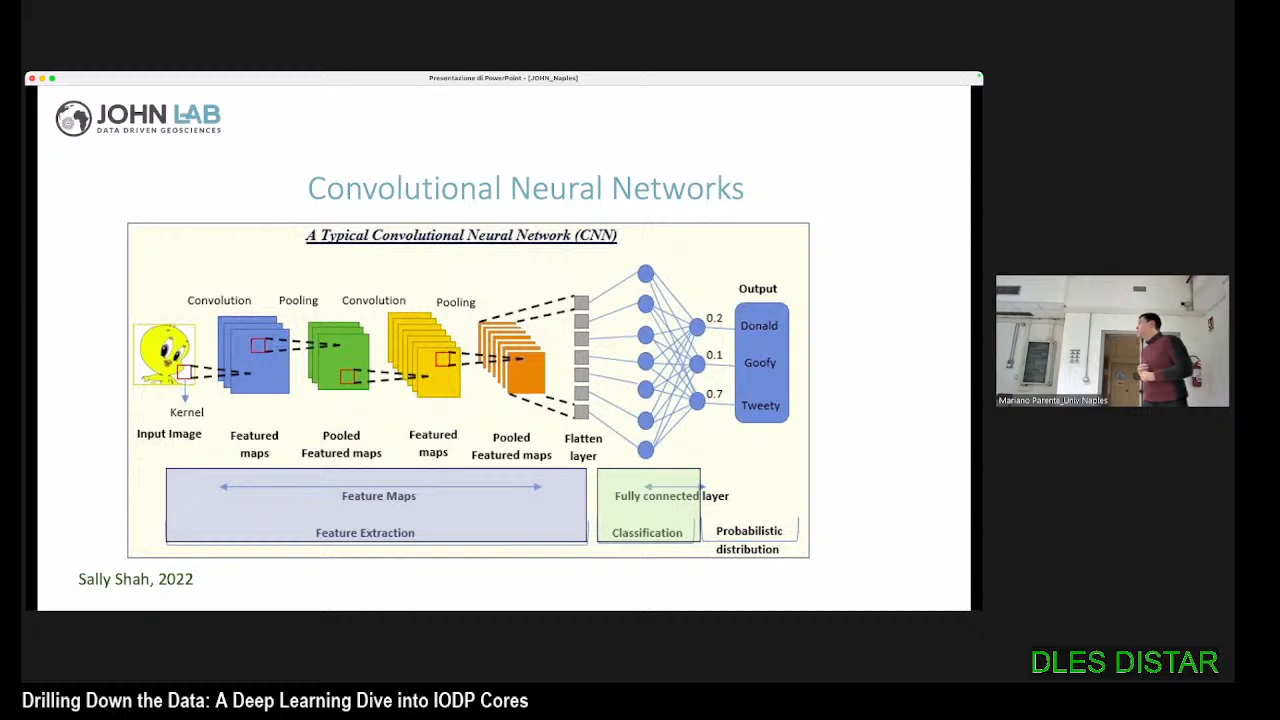 Presentazione di PowerPoint - [JOHN_Naples]
JOHN LAB
DATA DRIVEN GEOSCIENCES
Convolutional Neural Networks
A Typical Convolutional Neural Network (CNN)
Convolution
Pooling
Convolution
Pooling
Output
0.2
Donald
0.1
Goofy
0.7
Tweety
Kernel
Input Image
Featured
maps
Pooled
Featured maps
Featured
maps
Pooled
Featured maps
Flatten
layer
Feature Maps
Fully connected layer
Feature Extraction
Classification
Probabilistic
distribution
Sally Shah, 2022
Mariano Parente_Univ Naples
DLES DISTAR
Drilling Down the Data: A Deep Learning Dive into IODP Cores